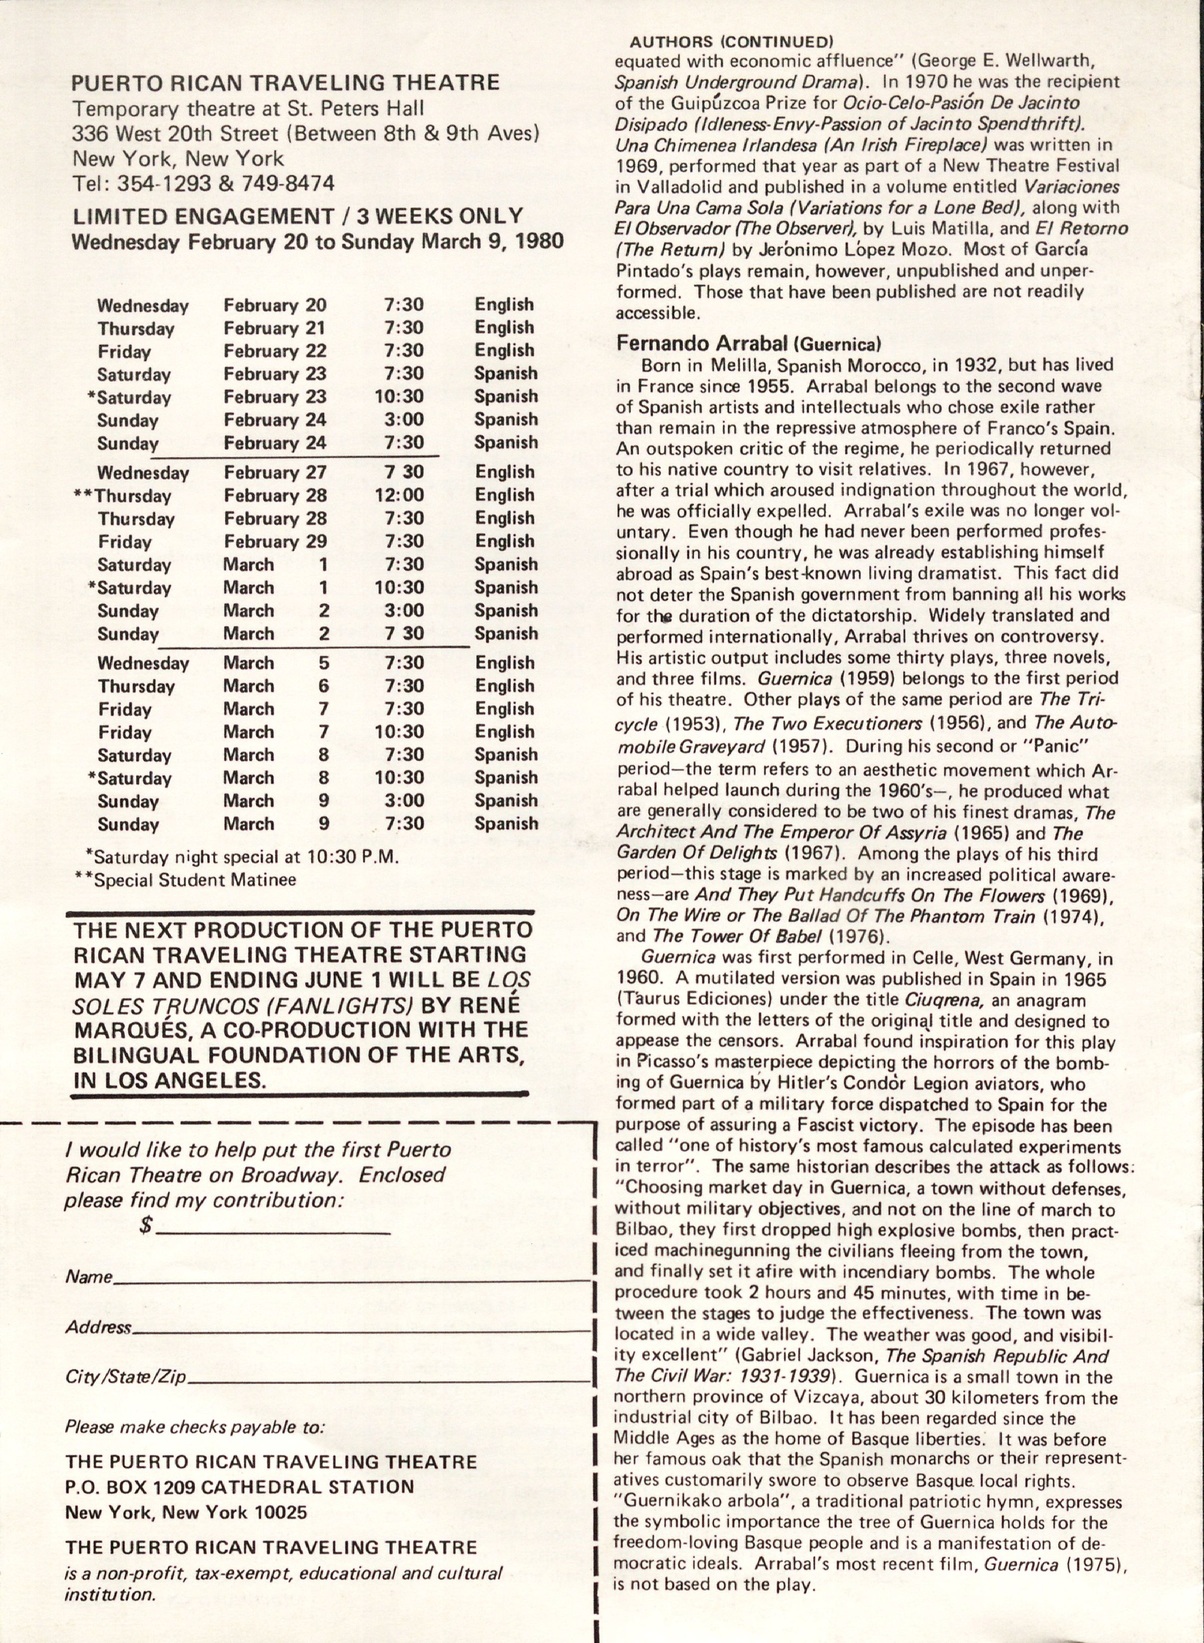 PUERTO RICAN TRAVELING THEATRE
Temporary theatre at St. Peters Hall
336 West 20th Street (Between 8th & 9th Aves)
New York, New York
Tel: 354-1293 & 749-8474
LIMITED ENGAGEMENT / 3 WEEKS ONLY
Wednesday February 20 to Sunday March 9, 1980
Wednesday February 20 7:30 English
Thursday February 21 7:30 English
Friday February 22 7:30 English
Saturday February 23 7:30 Spanish
*Saturday February 23 10:30 Spanish
Sunday February 24 3:00 Spanish
Sunday February 24 7:30 Spanish
Wednesday February 27 7 30 English
**Thursday February 28 12:00 English
Thursday February 28 7:30 English
Friday February 29 7:30 English
Saturday March 1 7:30 Spanish
*Saturday March 1 10:30 Spanish
Sunday March 2 3:00 Spanish
Sunday March 2 7 30 Spanish
Wednesday March 5 7:30 English
Thursday March 6 7:30 English
Friday March 7 7:30 English
Friday March 7 10:30 English
Saturday March 8 7:30 Spanish
*Saturday March 8 10:30 Spanish
Sunday March 9 3:00 Spanish
Sunday March 9 7:30 Spanish
*Saturday night special at 10:30 P.M.
**Special Student Matinee
THE NEXT PRODUCTION OF THE PUERTO
RICAN TRAVELING THEATRE STARTING
MAY 7 AND ENDING JUNE 1 WILL BE LOS
SOLES TRUNCOS (FANLIGHTS) BY RENÉ
MARQUÉS, A CO-PRODUCTION WITH THE
BILINGUAL FOUNDATION OF THE ARTS,
IN LOS ANGELES.
I would like to help put the first Puerto
Rican Theatre on Broadway. Enclosed
please find my contribution:
$
Name
Address
City/State/Zip
Please make checks payable to:
THE PUERTO RICAN TRAVELING THEATRE
P.O. BOX 1209 CATHEDRAL STATION
New York, New York 10025
THE PUERTO RICAN TRAVELING THEATRE
is a non-profit, tax-exempt, educational and cultural
institution.
AUTHORS (CONTINUED)
equated with economic affluence" (George E. Wellwarth,
Spanish Underground Drama). In 1970 he was the recipient
of the Guipúzcoa Prize for Ocio-Celo-Pasión De Jacinto
Disipado (Idleness-Envy-Passion of Jacinto Spendthrift).
Una Chimenea Irlandesa (An Irish Fireplace) was written in
1969, performed that year as part of a New Theatre Festival
in Valladolid and published in a volume entitled Variaciones
Para Una Cama Sola (Variations for a Lone Bed), along with
El Observador (The Observer), by Luis Matilla, and El Retorno
(The Return) by Jerónimo López Mozo. Most of García
Pintado's plays remain, however, unpublished and unper-
formed. Those that have been published are not readily
accessible.
Fernando Arrabal (Guernica)
Born in Melilla, Spanish Morocco, in 1932, but has lived
in France since 1955. Arrabal belongs to the second wave
of Spanish artists and intellectuals who chose exile rather
than remain in the repressive atmosphere of Franco's Spain.
An outspoken critic of the regime, he periodically returned
to his native country to visit relatives. In 1967, however,
after a trial which aroused indignation throughout the world,
he was officially expelled. Arrabal's exile was no longer vol-
untary. Even though he had never been performed profes-
sionally in his country, he was already establishing himself
abroad as Spain's best-known living dramatist. This fact did
not deter the Spanish government from banning all his works
for the duration of the dictatorship. Widely translated and
performed internationally, Arrabal thrives on controversy.
His artistic output includes some thirty plays, three novels,
and three films. Guernica (1959) belongs to the first period
of his theatre. Other plays of the same period are The Tri-
cycle (1953), The Two Executioners (1956), and The Auto-
mobile Graveyard (1957). During his second or "Panic"
period—the term refers to an aesthetic movement which Ar-
rabal helped launch during the 1960's—, he produced what
are generally considered to be two of his finest dramas, The
Architect And The Emperor Of Assyria (1965) and The
Garden Of Delights (1967). Among the plays of his third
period—this stage is marked by an increased political aware-
ness—are And They Put Handcuffs On The Flowers (1969),
On The Wire or The Ballad Of The Phantom Train (1974),
and The Tower Of Babel (1976).
Guernica was first performed in Celle, West Germany, in
1960. A mutilated version was published in Spain in 1965
(Taurus Ediciones) under the title Ciuqrena, an anagram
formed with the letters of the original title and designed to
appease the censors. Arrabal found inspiration for this play
in Picasso's masterpiece depicting the horrors of the bomb-
ing of Guernica by Hitler's Condor Legion aviators, who
formed part of a military force dispatched to Spain for the
purpose of assuring a Fascist victory. The episode has been
called "one of history's most famous calculated experiments
in terror". The same historian describes the attack as follows:
"Choosing market day in Guernica, a town without defenses,
without military objectives, and not on the line of march to
Bilbao, they first dropped high explosive bombs, then pract-
iced machinegunning the civilians fleeing from the town,
and finally set it afire with incendiary bombs. The whole
procedure took 2 hours and 45 minutes, with time in be-
tween the stages to judge the effectiveness. The town was
located in a wide valley. The weather was good, and visibil-
ity excellent" (Gabriel Jackson, The Spanish Republic And
The Civil War: 1931-1939). Guernica is a small town in the
northern province of Vizcaya, about 30 kilometers from the
industrial city of Bilbao. It has been regarded since the
Middle Ages as the home of Basque liberties. It was before
her famous oak that the Spanish monarchs or their represent-
atives customarily swore to observe Basque local rights.
"Guernikako arbola", a traditional patriotic hymn, expresses
the symbolic importance the tree of Guernica holds for the
freedom-loving Basque people and is a manifestation of de-
mocratic ideals. Arrabal's most recent film, Guernica (1975),
is not based on the play.